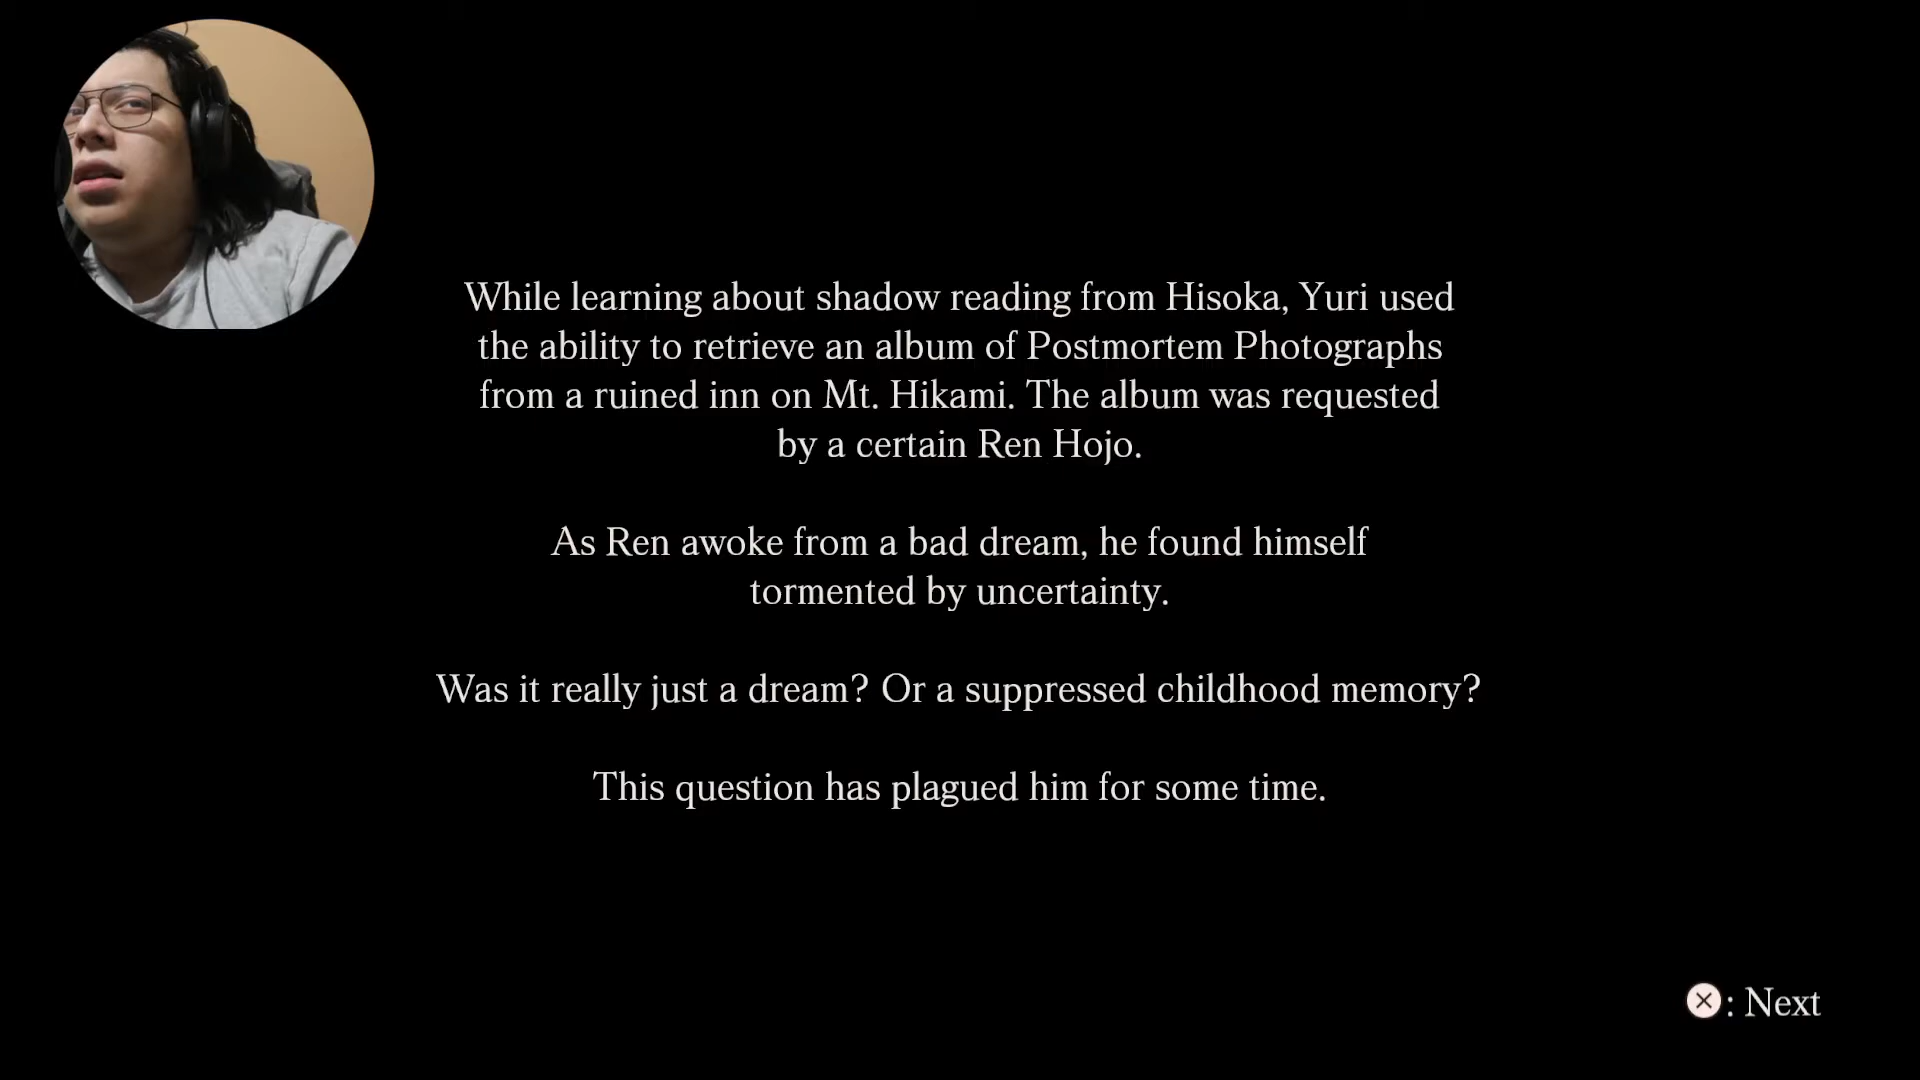 While learning about shadow reading from Hisoka, Yuri used
the ability to retrieve an album of Postmortem Photographs
from a ruined inn on Mt. Hikami. The album was requested
by a certain Ren Hojo.
As Ren awoke from a bad dream, he found himself
tormented by uncertainty.
Was it really just a dream? Or a suppressed childhood memory?
This question has plagued him for some time.
: Next